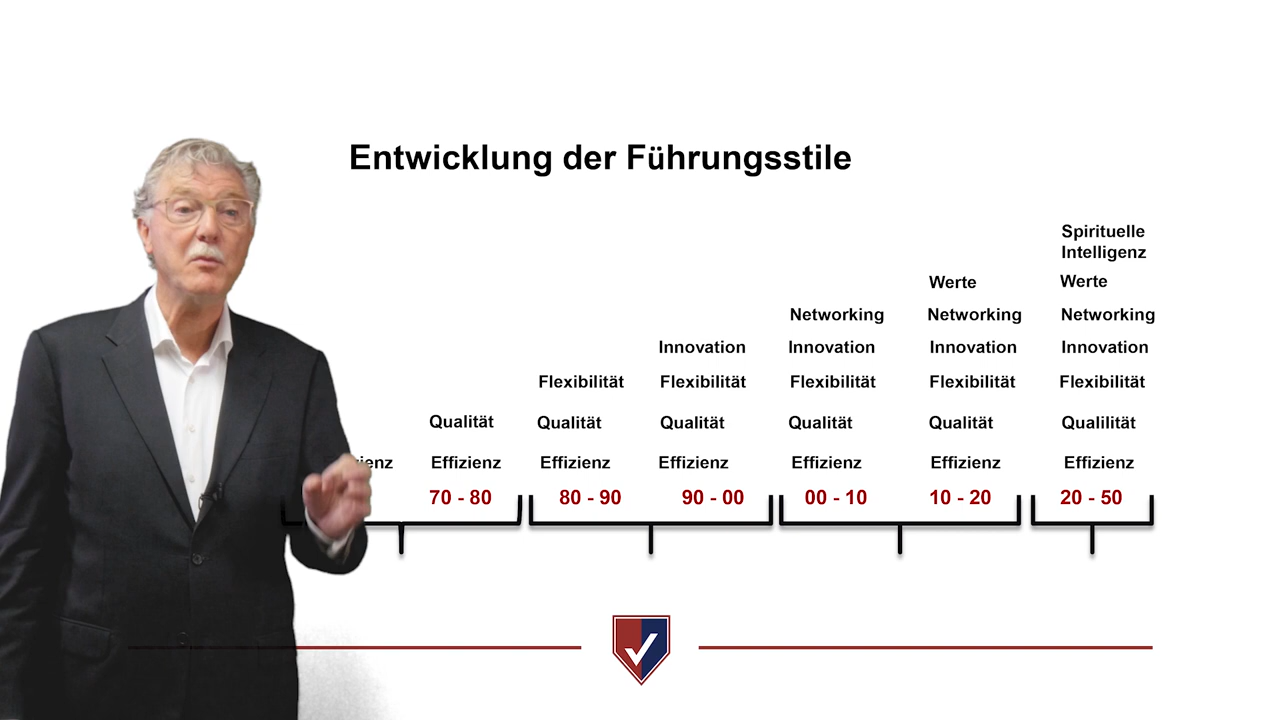 Entwicklung der Führungsstile
Spirituelle
Intelligenz
Werte Werte
Networking Networking Networking
Innovation Innovation Innovation Innovation
Flexibilität Flexibilität Flexibilität Flexibilität Flexibilität
Qualität Qualität Qualität Qualität Qualität Qualilität
Effizienz Effizienz Effizienz Effizienz Effizienz Effizienz
70 - 80 80 - 90 90 - 00 00 - 10 10 - 20 20 - 50